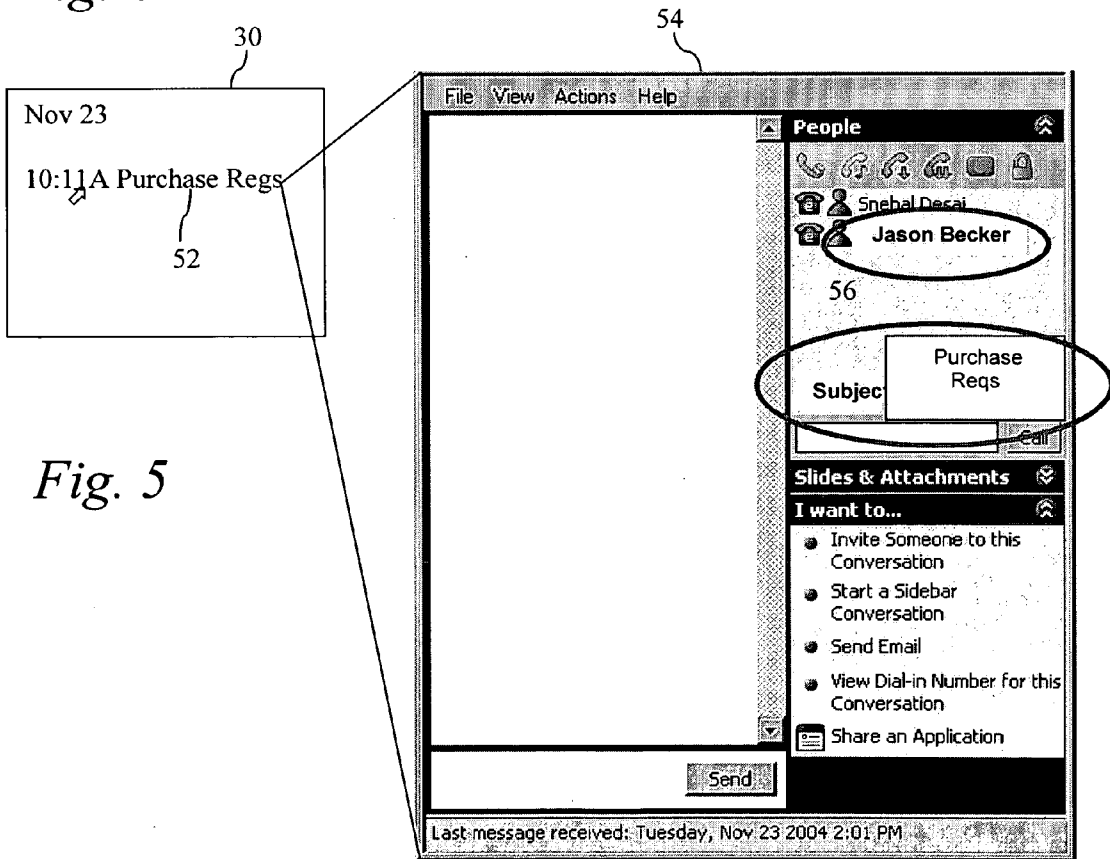 30
Nov 23
10:11A Purchase Regs
52
Fig. 5
54
File View Actions Help
People
Snehal Desai
Jason Becker
56
Subject
Purchase
Reqs
Call
Slides & Attachments
I want to...
Invite Someone to this
Conversation
Start a Sidebar
Conversation
Send Email
View Dial-in Number for this
Conversation
Share an Application
Send
Last message received: Tuesday, Nov 23 2004 2:01 PM